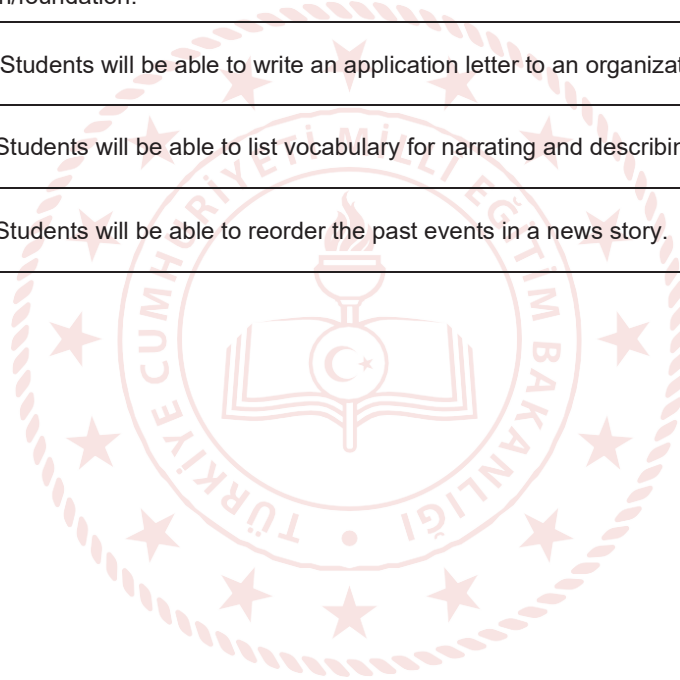 n/foundation.
Students will be able to write an application letter to an organizat
Students will be able to list vocabulary for narrating and describin
Students will be able to reorder the past events in a news story.
TÜRKİYE CUMHURİYETİ MİLLÎ EĞİTİM BAKANLIĞI